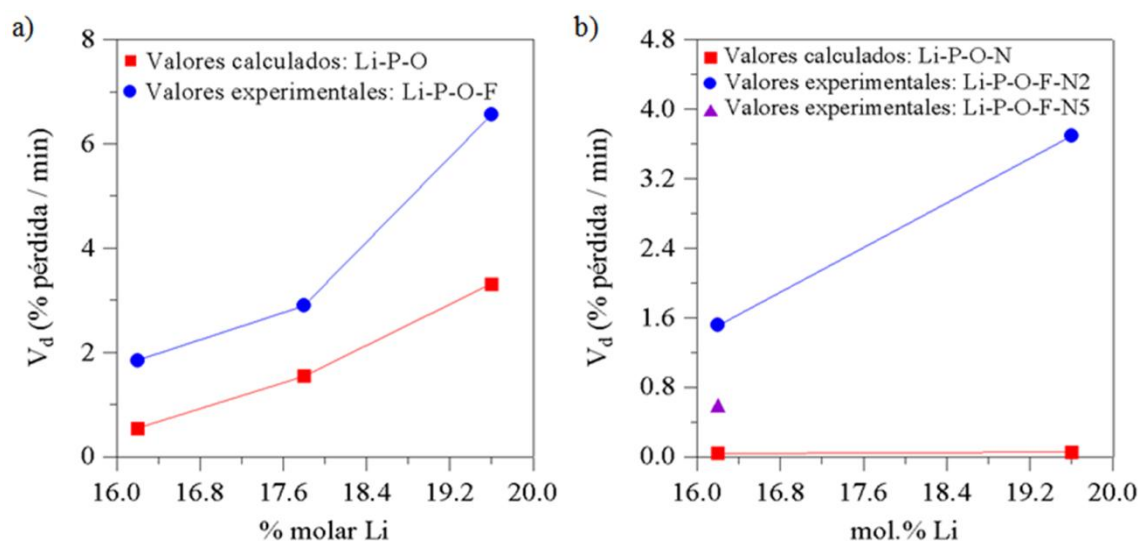 a)
8
6
4
2
0
Valores calculados: Li-P-O
Valores experimentales: Li-P-O-F
V_d (% pérdida / min)
16.0 16.8 17.6 18.4 19.2 20.0
% molar Li
b)
4.8
4.0
3.2
2.4
1.6
0.8
0.0
Valores calculados: Li-P-O-N
Valores experimentales: Li-P-O-F-N2
Valores experimentales: Li-P-O-F-N5
V_d (% pérdida / min)
16.0 16.8 17.6 18.4 19.2 20.0
mol.% Li